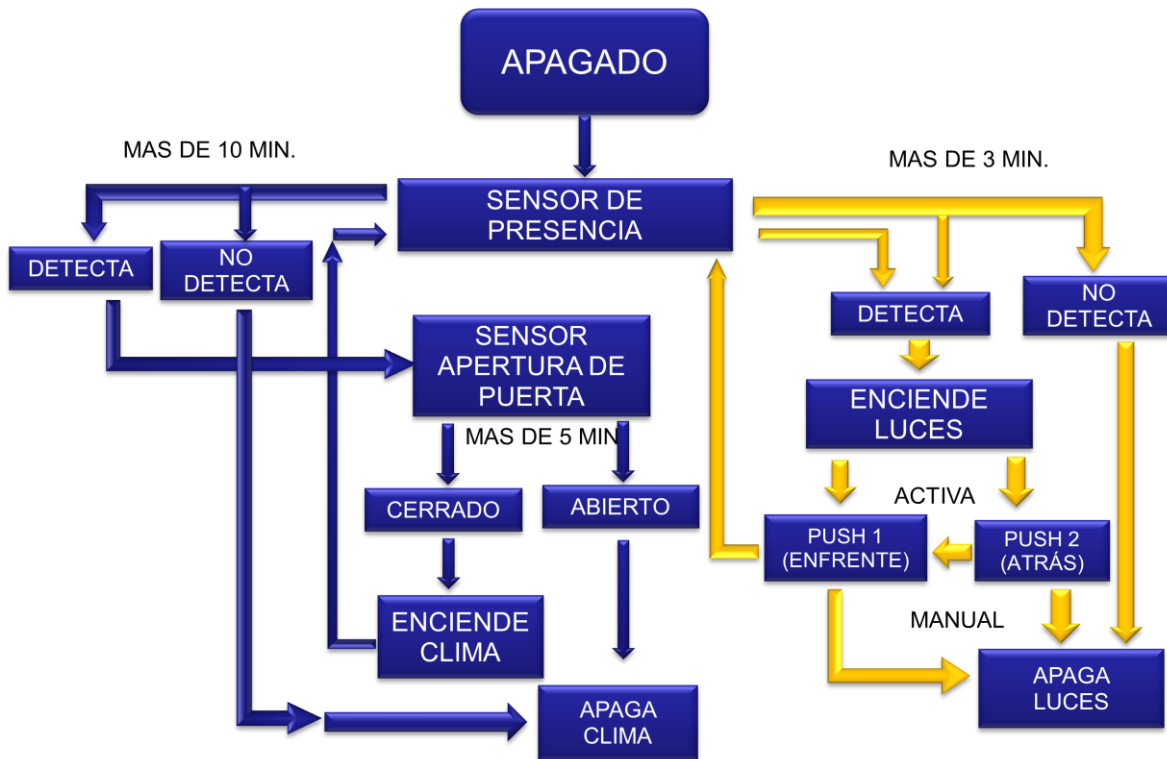 APAGADO
MAS DE 10 MIN.
MAS DE 3 MIN.
SENSOR DE
PRESENCIA
DETECTA
NO
DETECTA
DETECTA
NO
DETECTA
SENSOR
APERTURA DE
PUERTA
ENCIENDE
LUCES
MAS DE 5 MIN
CERRADO
ABIERTO
ACTIVA
PUSH 1
(ENFRENTE)
PUSH 2
(ATRÁS)
ENCIENDE
CLIMA
MANUAL
APAGA
CLIMA
APAGA
LUCES